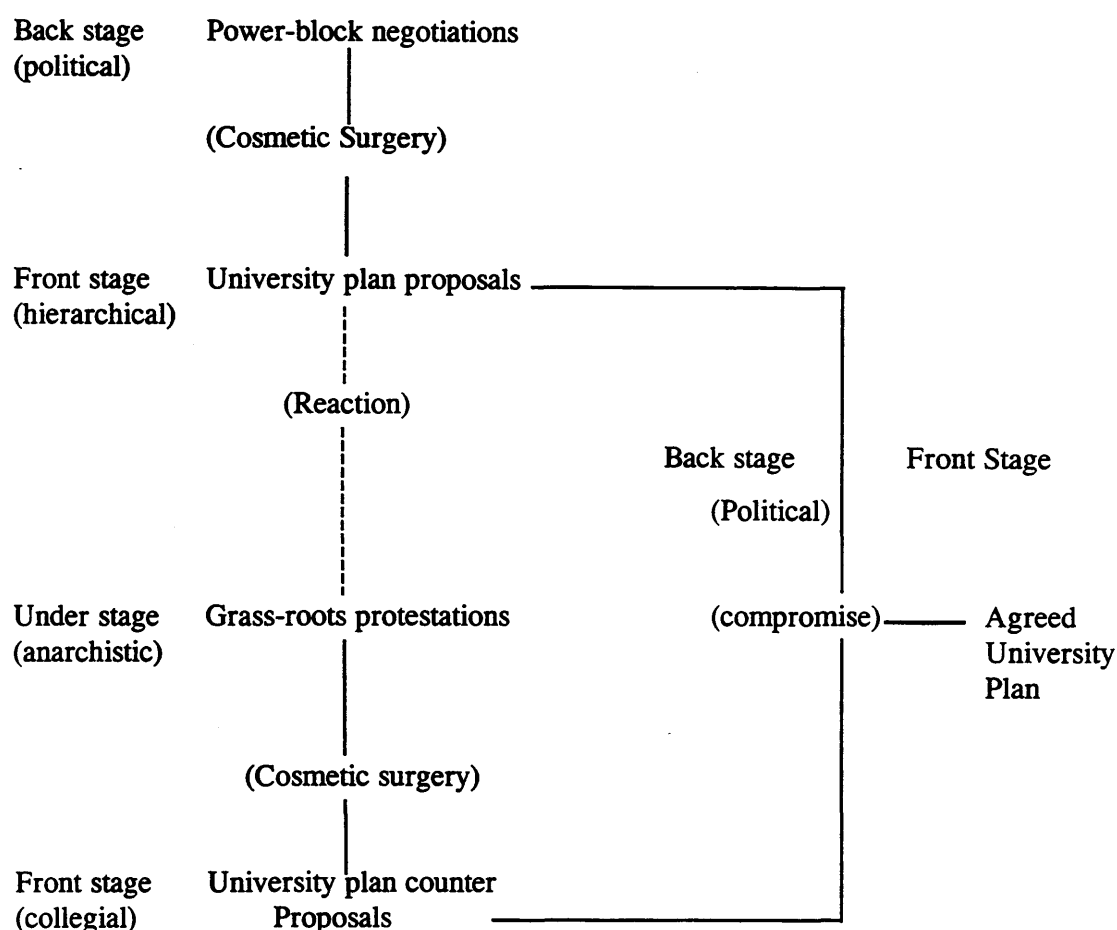 Back stage Power-block negotiations
(political)
(Cosmetic Surgery)
Front stage University plan proposals
(hierarchical)
(Reaction)
Back stage Front Stage
(Political)
Under stage Grass-roots protestations (compromise) Agreed
(anarchistic) University
Plan
(Cosmetic surgery)
Front stage University plan counter
(collegial) Proposals